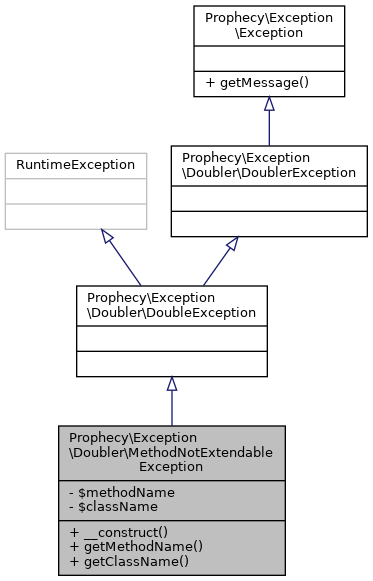 Prophecy\Exception
\Exception
+ getMessage()
RuntimeException
Prophecy\Exception
\Doubler\DoublerException
Prophecy\Exception
\Doubler\DoubleException
Prophecy\Exception
\Doubler\MethodNotExtendable
Exception
- $methodName
- $className
+ __construct()
+ getMethodName()
+ getClassName()